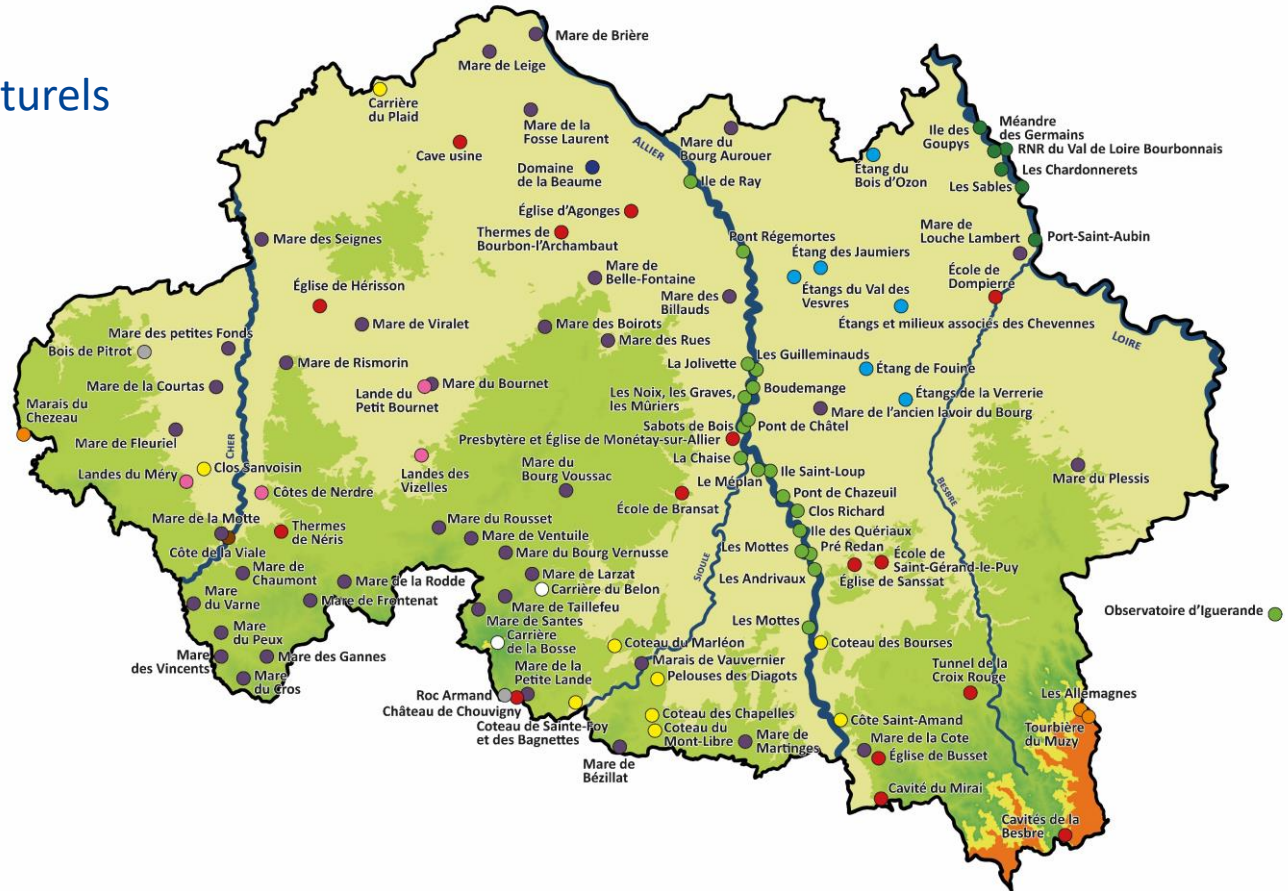 turels
Mare de Brière
Mare de Leige
Carrière
du Plaid
Mare de la
Fosse Laurent
Cave usine
Mare du
Bourg Aurouer
ALLIER
Ile des
Goupys
Méandre
des Germains
RNR du Val de Loire Bourbonnais
Les Chardonnerets
Les Sables
Étang du
Bois d'Ozon
Domaine
de la Beaume
Ile de Ray
Église d'Agonges
Thermes de
Bourbon-l'Archambaut
Mare des Seignes
Pont Régemortes
Mare de
Louche Lambert
Port-Saint-Aubin
Étang des Jaumiers
Mare de
Belle-Fontaine
École de
Dompierre
Étangs du Val des
Vesvres
Église de Hérisson
Mare des
Billauds
Étangs et milieux associés des Chevennes
Mare de Viralet
Mare des Boirots
Mare des Rues
LOIRE
Mare des petites Fonds
Bois de Pitrot
Mare de Rismorin
Les Guilleminauds
La Jolivette
Étang de Fouine
Mare de la Courtas
Mare du Bournet
Lande du
Petit Bournet
Boudemange
Les Noix, les Graves,
les Mûriers
Étangs de la Verrerie
Mare de l'ancien lavoir du Bourg
Marais du
Chezeau
Mare de Fleuriel
CHER
Sabots de Bois
Pont de Châtel
Presbytère et Église de Monétay-sur-Allier
Clos Sanvoisin
Landes du Méry
Landes des
Vizelles
Mare du
Bourg Voussac
La Chaise
Ile Saint-Loup
Le Méplan
Mare du Plessis
BESBRE
Côtes de Nerdre
École de Bransat
Pont de Chazeuil
Clos Richard
Mare de la Motte
Thermes
de Néris
Mare du Rousset
Mare de Ventuile
Ile des Quériaux
Côte de la Viale
Mare du Bourg Vernusse
Les Mottes
Pré Redan
École de
Saint-Gérand-le-Puy
Église de Sanssat
SIOULE
Mare de
Chaumont
Mare de la Rodde
Mare de Larzat
Les Andrivaux
Carrière du Belon
Mare
du Varne
Mare de Frontenat
Mare de Taillefeu
Mare de Santes
Observatoire d'Iguerande
Les Mottes
Mare
du Peux
Carrière
de la Bosse
Coteau du Marléon
Coteau des Bourses
Mare
des Vincents
Mare des Gannes
Marais de Vauvernier
Mare de la
Petite Lande
Pelouses des Diagots
Tunnel de la
Croix Rouge
Mare
du Cros
Roc Armand
Château de Chouvigny
Les Allemagnes
Coteau de Sainte-Foy
et des Bagnettes
Coteau des Chapelles
Coteau du
Mont-Libre
Côte Saint-Amand
Tourbière
du Muzy
Mare de
Martinges
Mare de la Cote
Église de Busset
Mare de
Bézillat
Cavité du Mirai
Cavités de la
Besbre